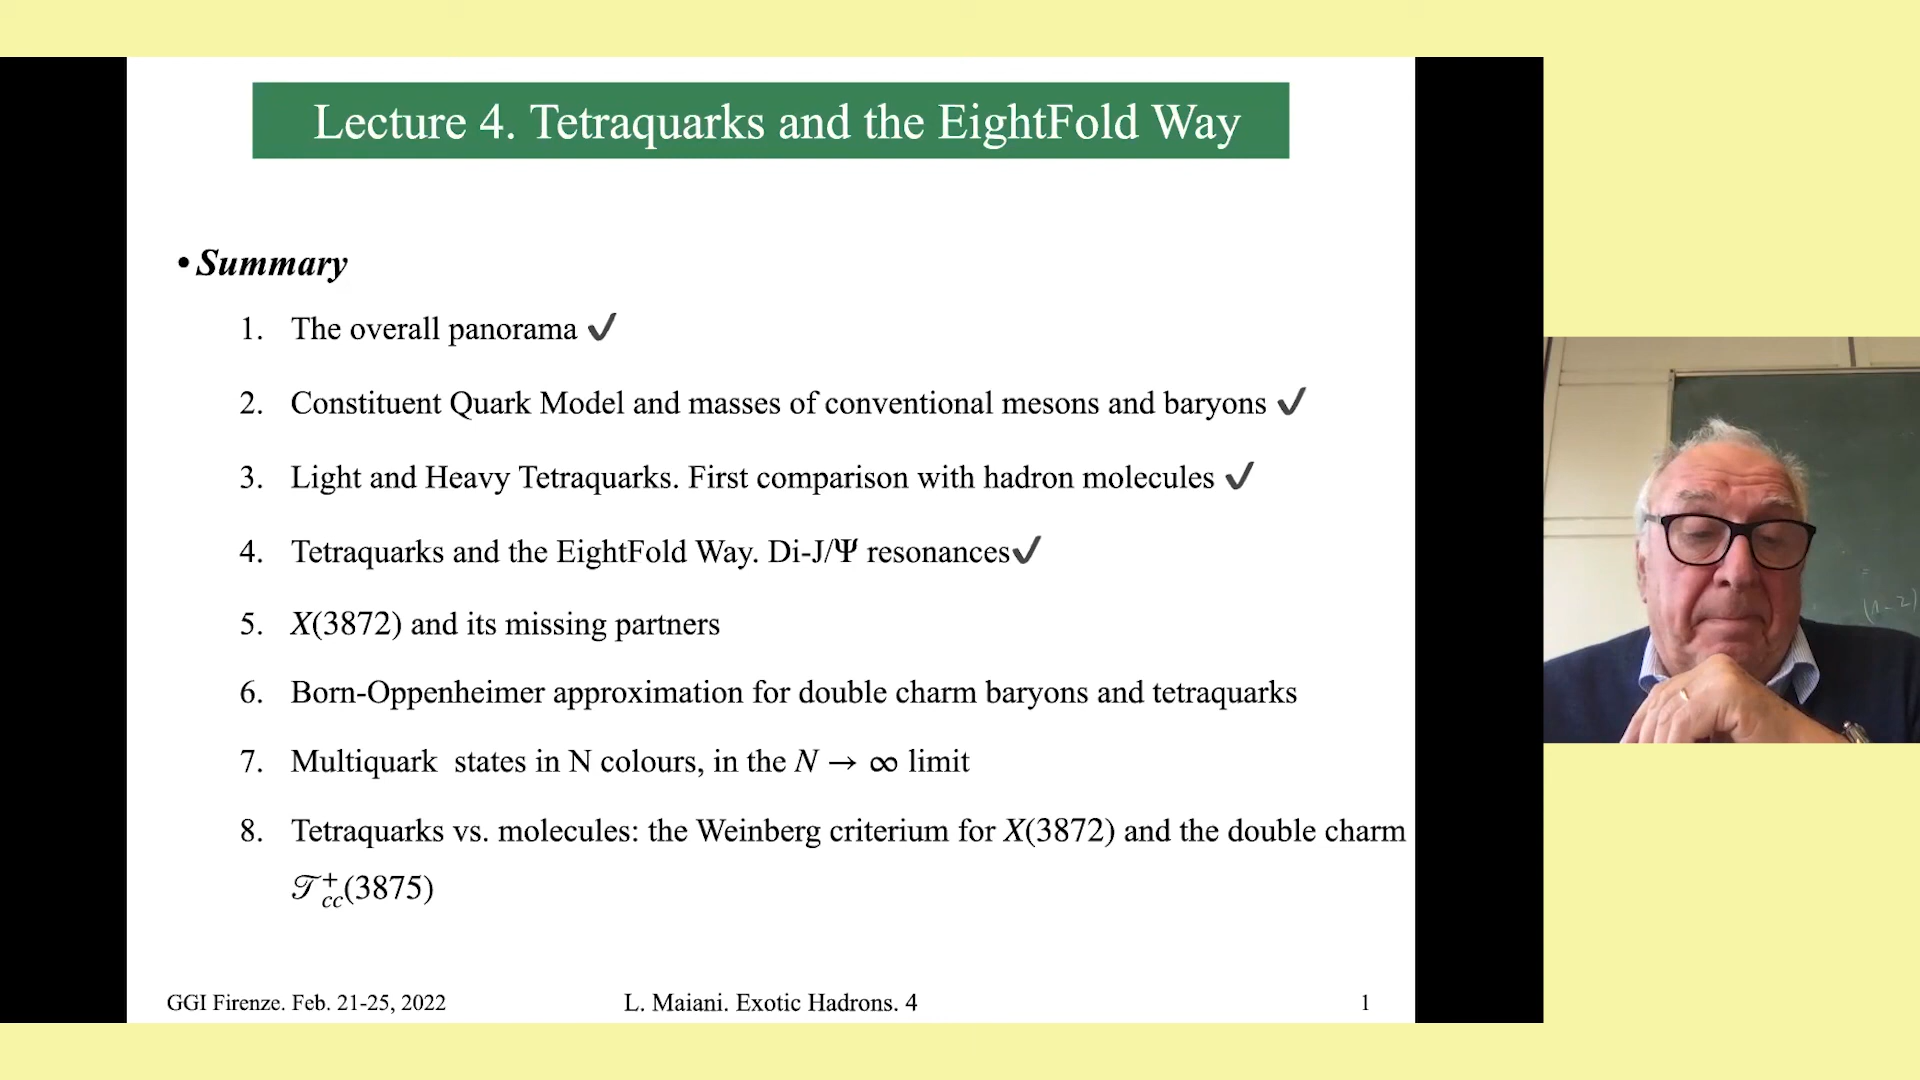 Lecture 4. Tetraquarks and the EightFold Way
• Summary
1. The overall panorama ✓
2. Constituent Quark Model and masses of conventional mesons and baryons ✓
3. Light and Heavy Tetraquarks. First comparison with hadron molecules ✓
4. Tetraquarks and the EightFold Way. Di-J/Ψ resonances✓
5. X(3872) and its missing partners
6. Born-Oppenheimer approximation for double charm baryons and tetraquarks
7. Multiquark states in N colours, in the N → ∞ limit
8. Tetraquarks vs. molecules: the Weinberg criterium for X(3872) and the double charm
𝒯⁺cc(3875)
GGI Firenze. Feb. 21-25, 2022 L. Maiani. Exotic Hadrons. 4 1